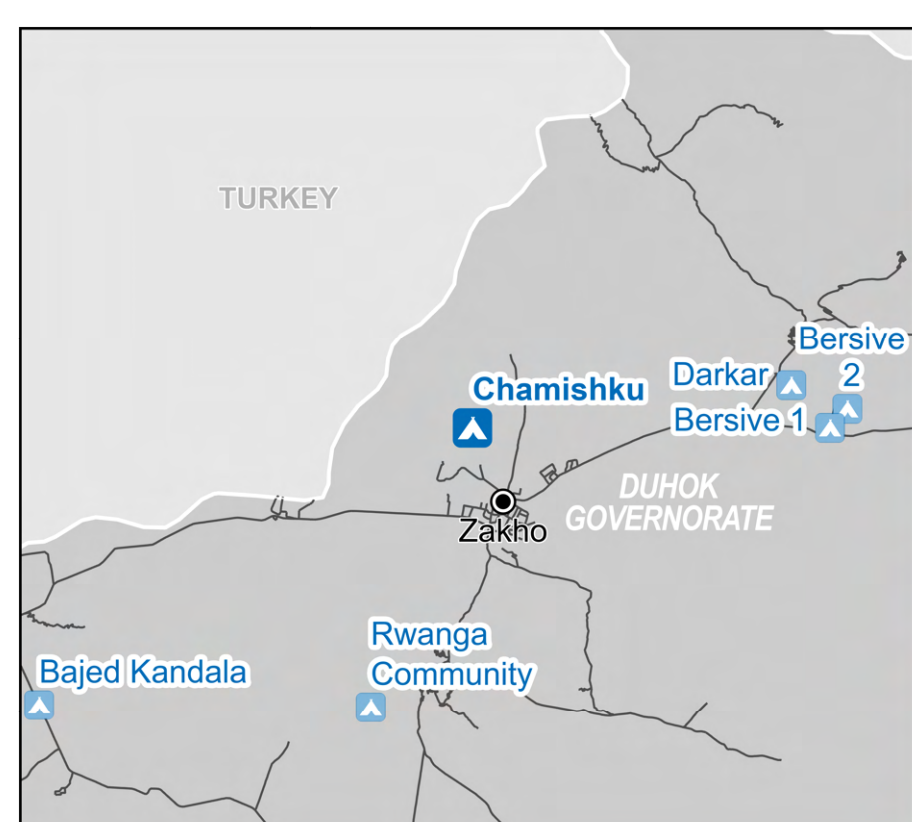 TURKEY
Bersive
2
Darkar
Chamishku
Bersive 1
DUHOK
GOVERNORATE
Zakho
Rwanga
Community
Bajed Kandala